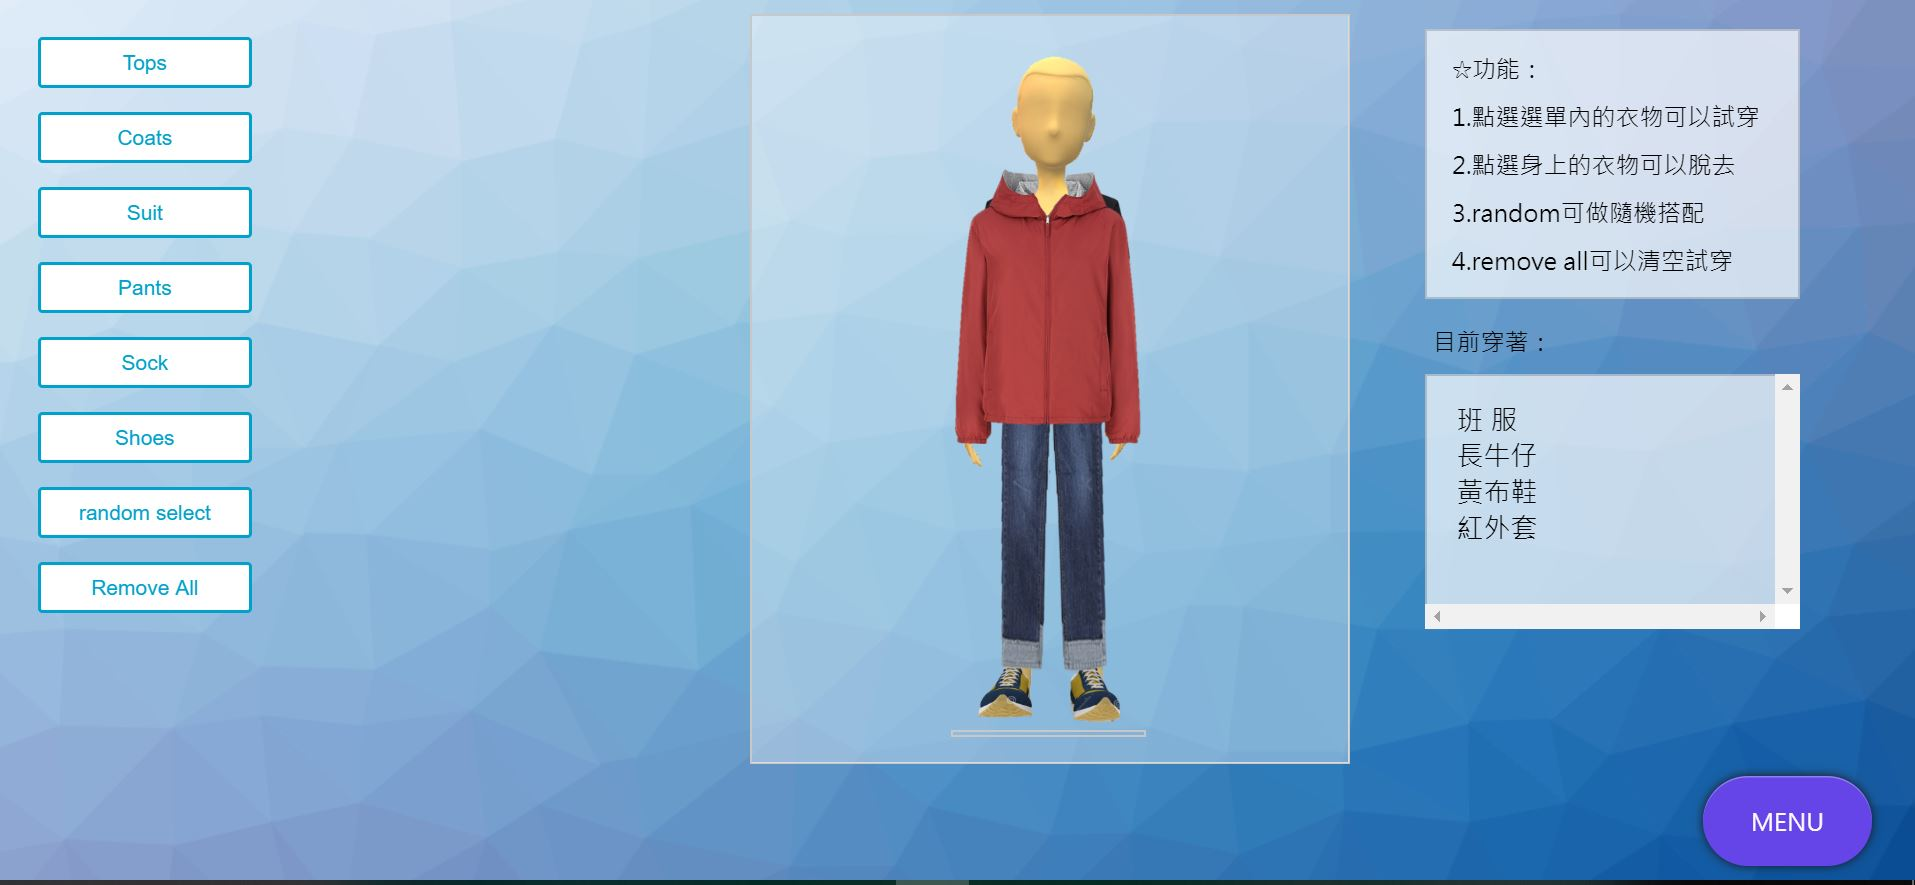 Tops
Coats
Suit
Pants
Sock
Shoes
random select
Remove All
☆功能：
1.點選選單內的衣物可以試穿
2.點選身上的衣物可以脫去
3.random可做隨機搭配
4.remove all可以清空試穿
目前穿著：
班 服
長牛仔
黃布鞋
紅外套
MENU